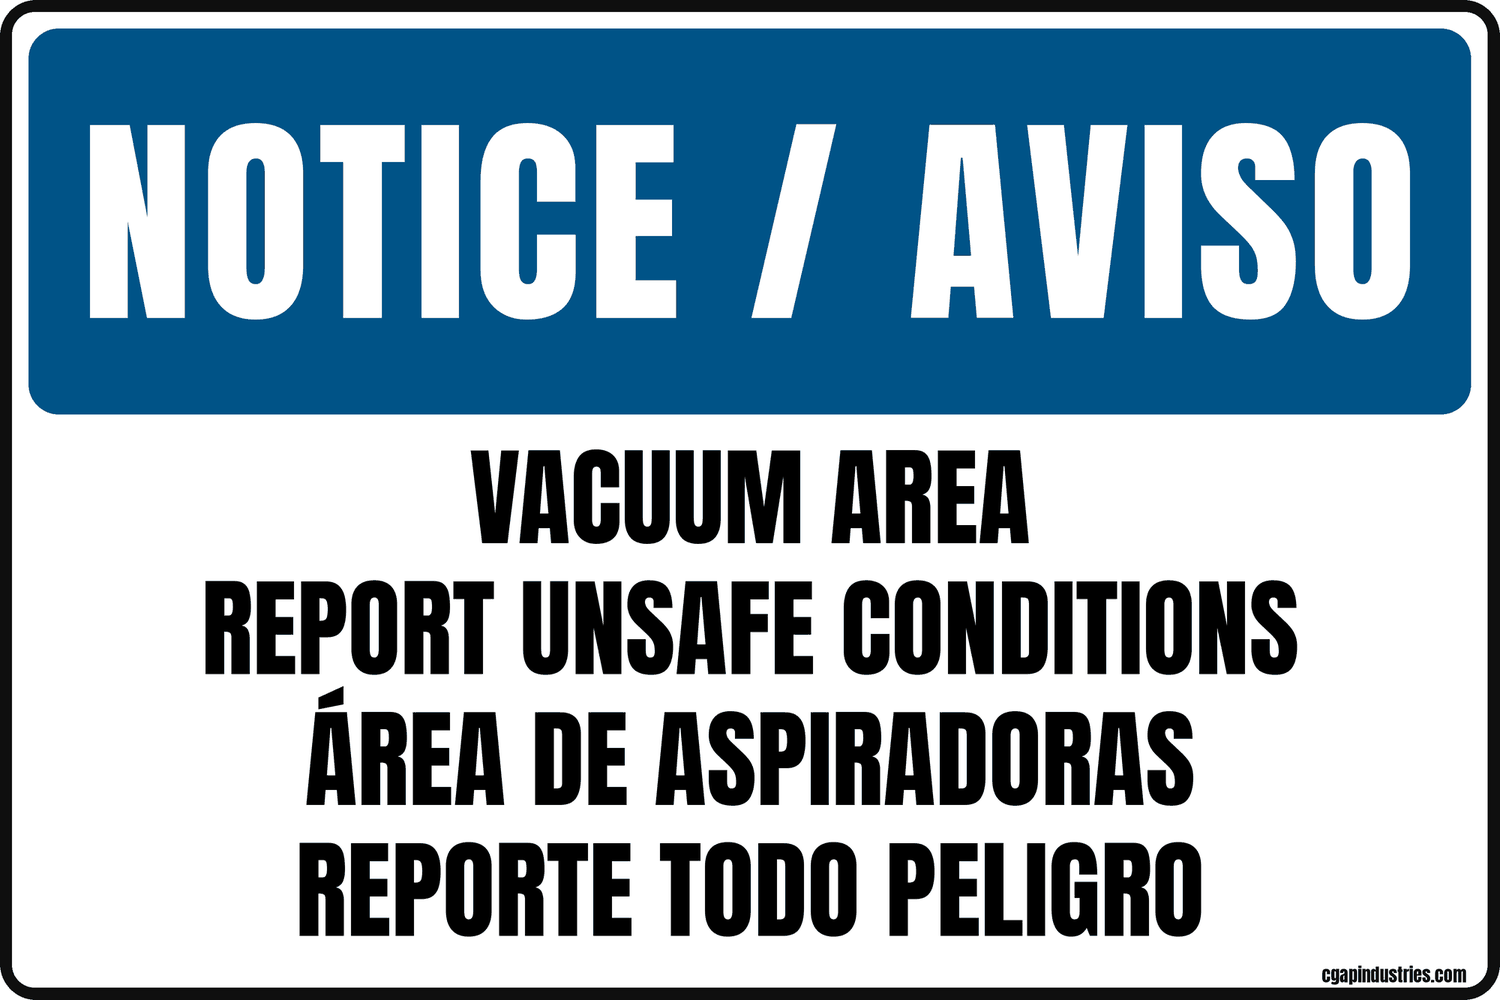 NOTICE / AVISO
VACUUM AREA
REPORT UNSAFE CONDITIONS
ÁREA DE ASPIRADORAS
REPORTE TODO PELIGRO
cgapindustries.com